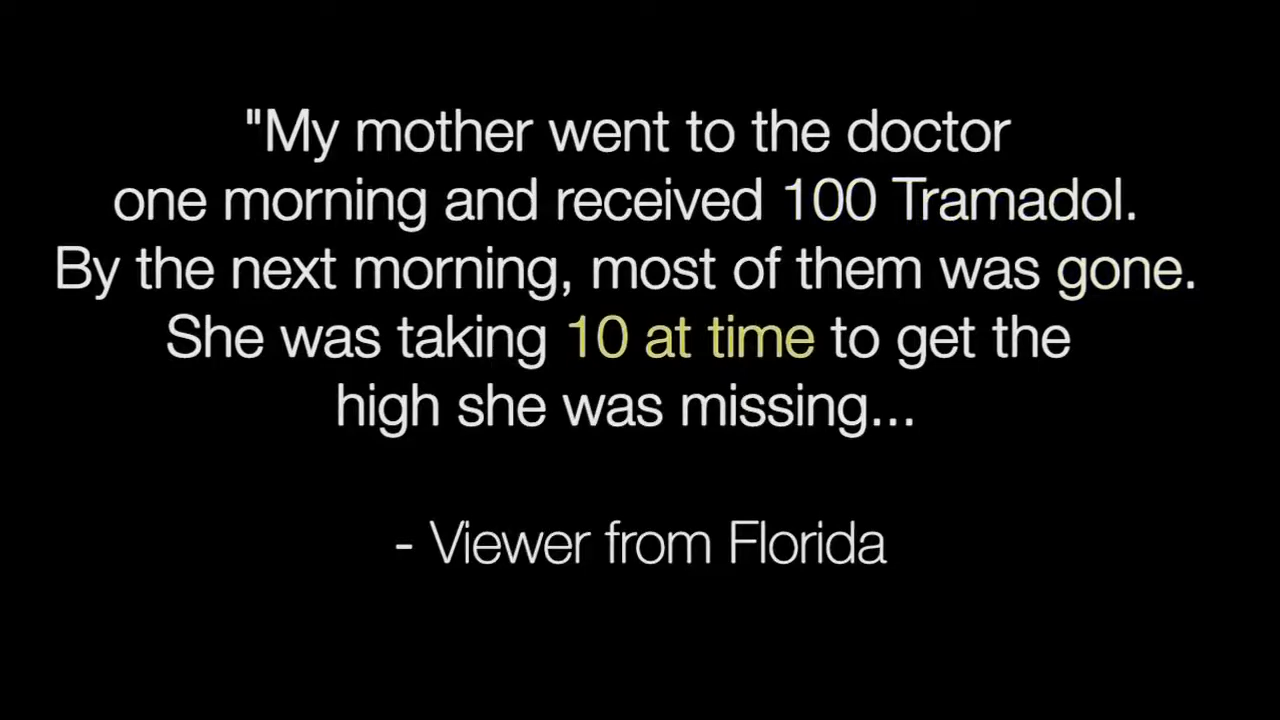 "My mother went to the doctor
one morning and received 100 Tramadol.
By the next morning, most of them was gone.
She was taking 10 at time to get the
high she was missing...
- Viewer from Florida